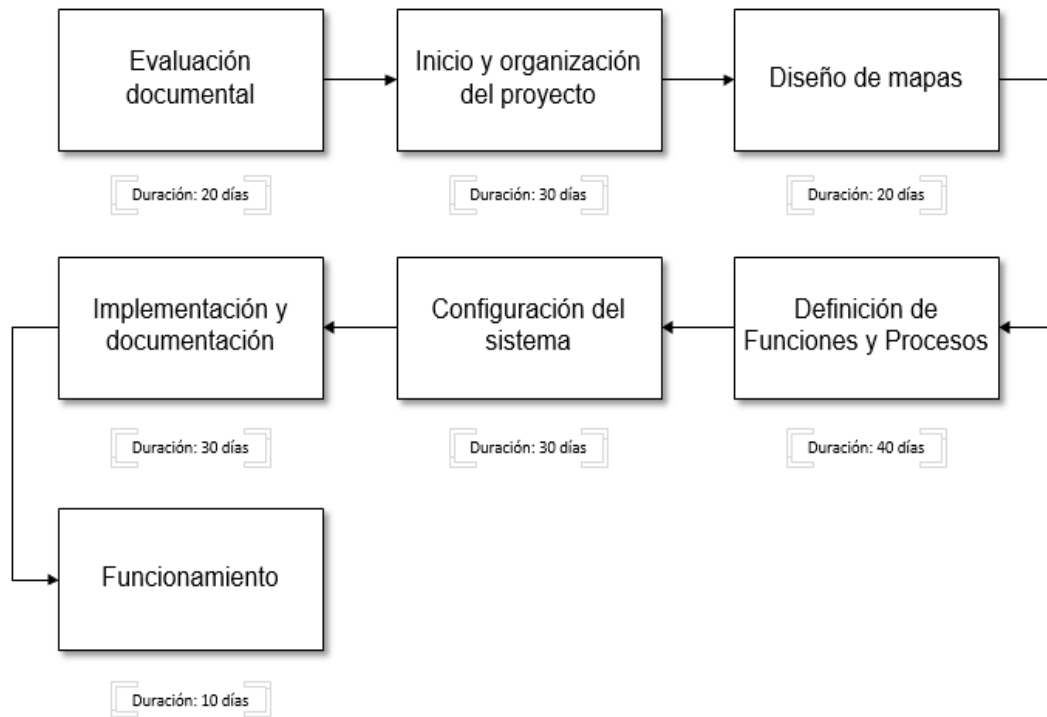 Evaluación
documental
Inicio y organización
del proyecto
Diseño de mapas
Duración: 20 días
Duración: 30 días
Duración: 20 días
Implementación y
documentación
Configuración del
sistema
Definición de
Funciones y Procesos
Duración: 30 días
Duración: 30 días
Duración: 40 días
Funcionamiento
Duración: 10 días